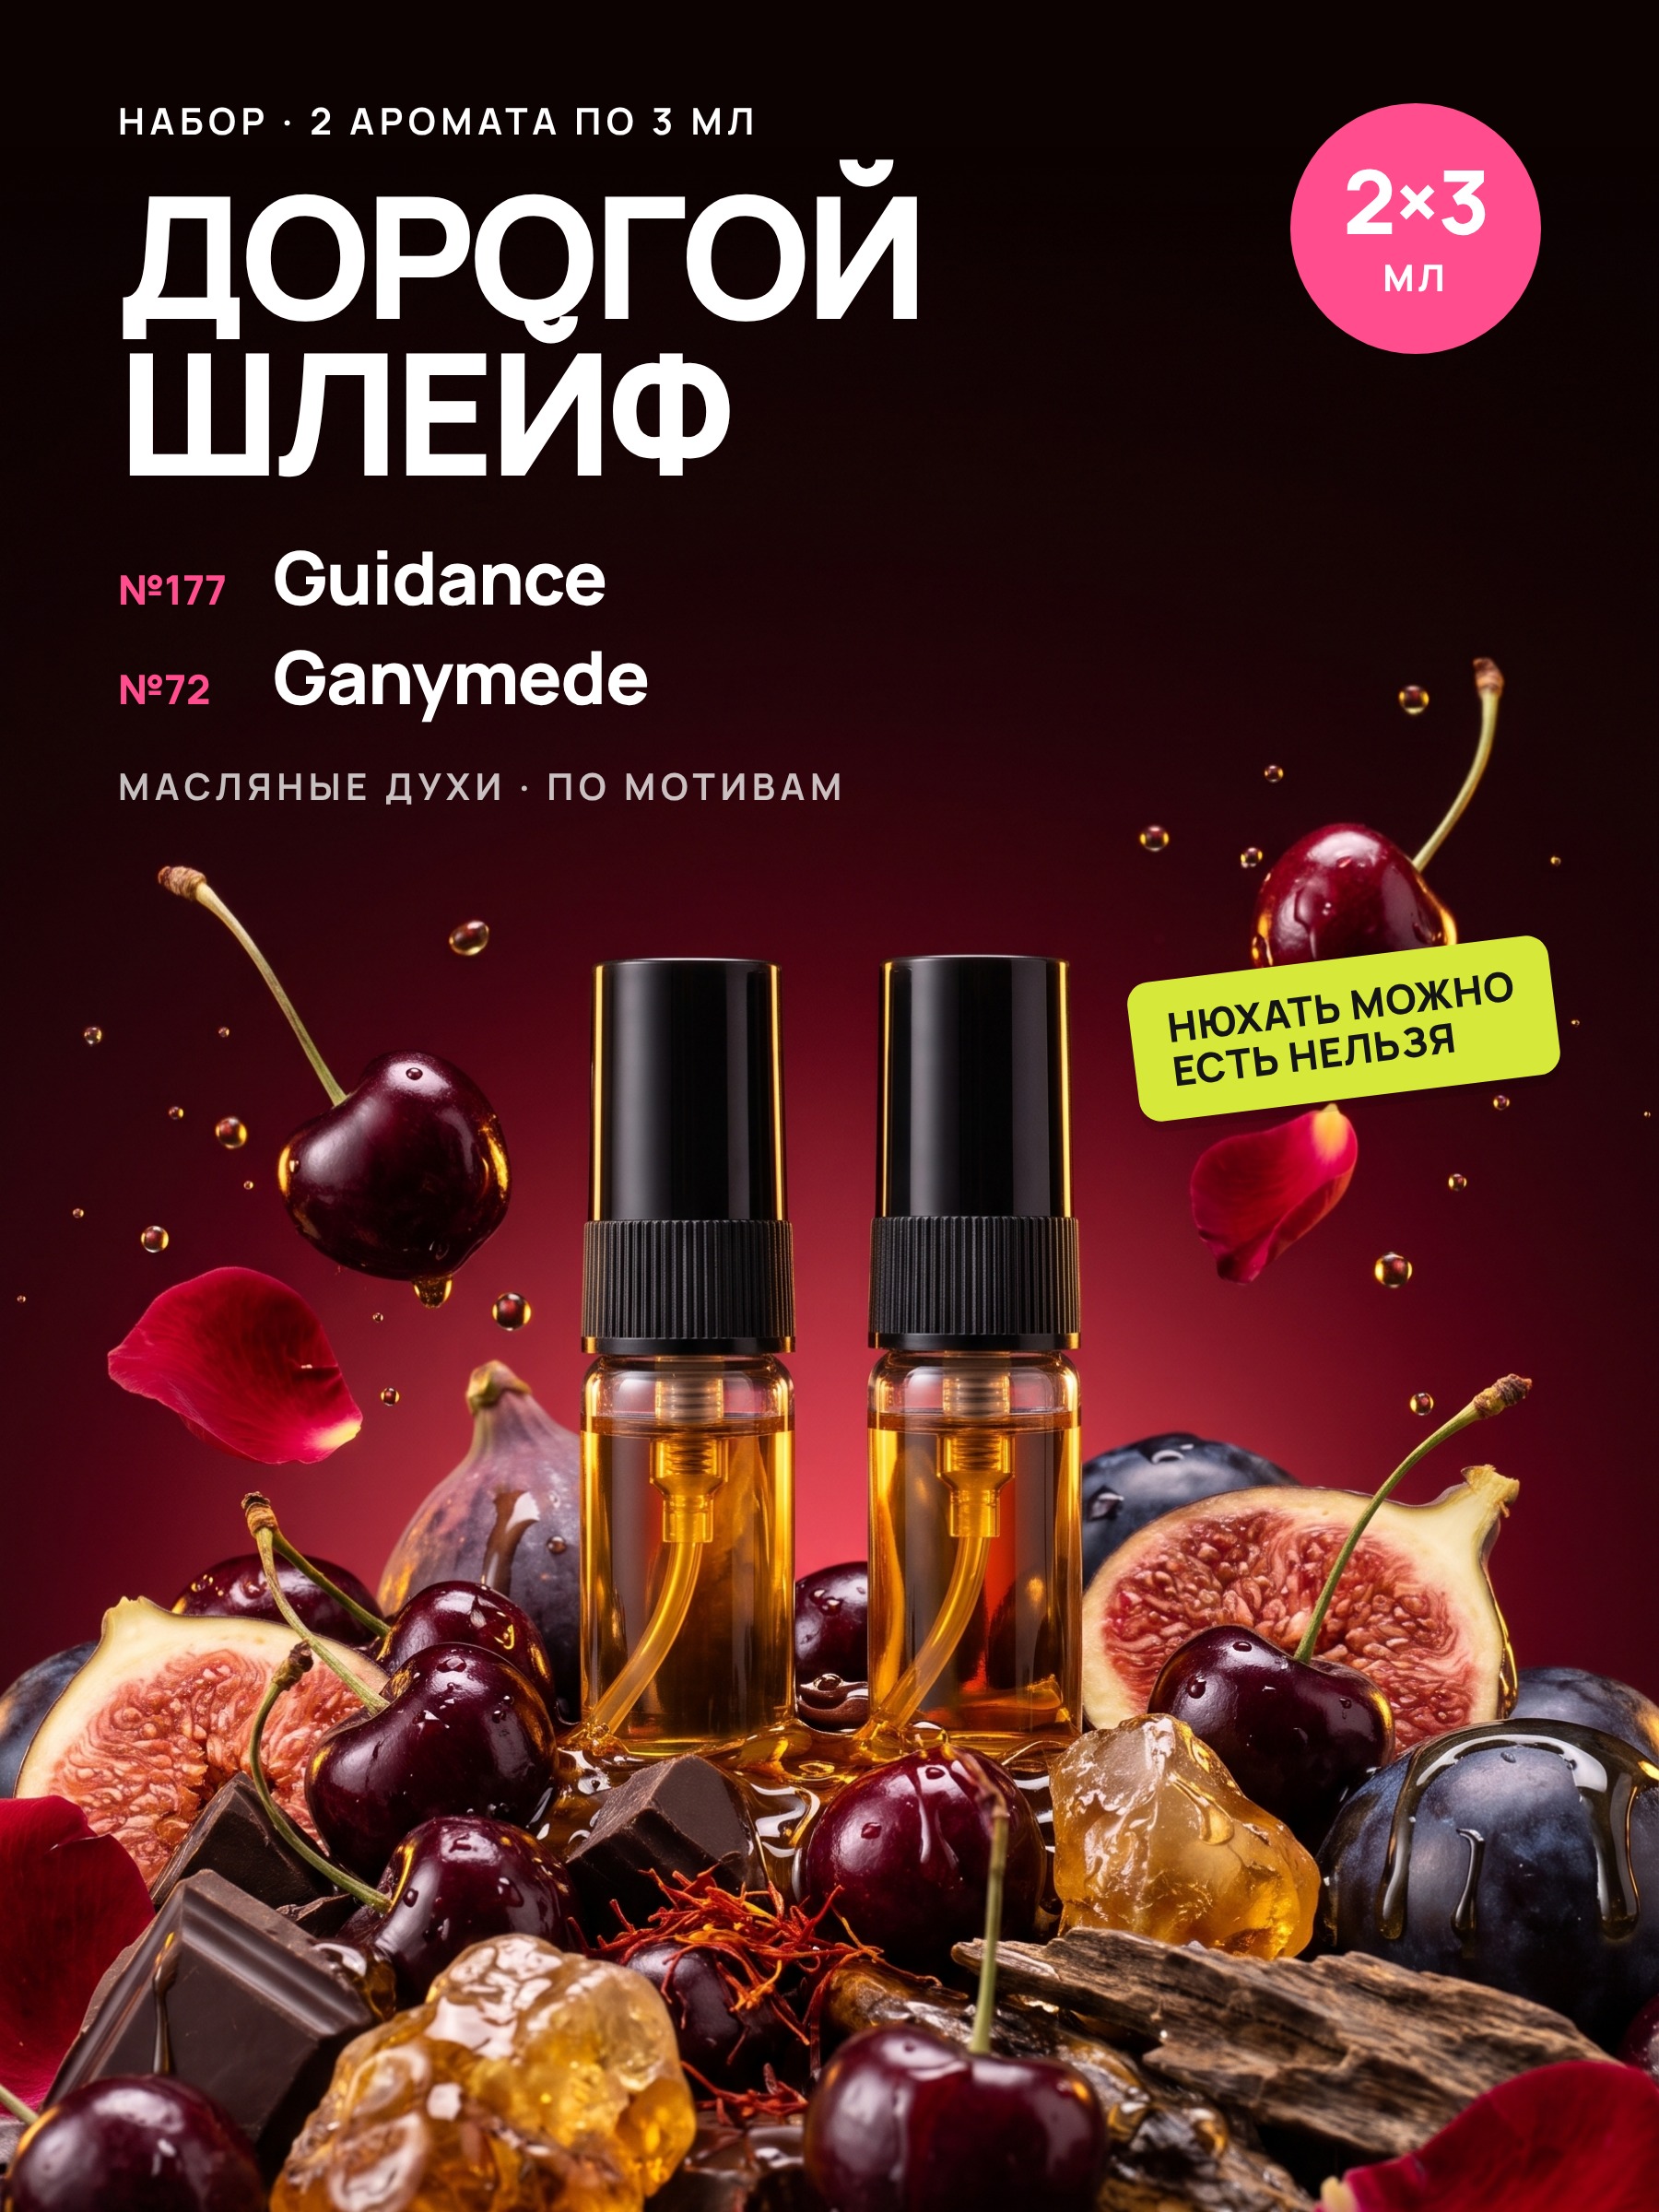 НАБОР · 2 АРОМАТА ПО 3 МЛ
ДОРОГОЙ
ШЛЕЙФ
2×3
МЛ
№177 Guidance
№72 Ganymede
МАСЛЯНЫЕ ДУХИ · ПО МОТИВАМ
НЮХАТЬ МОЖНО
ЕСТЬ НЕЛЬЗЯ